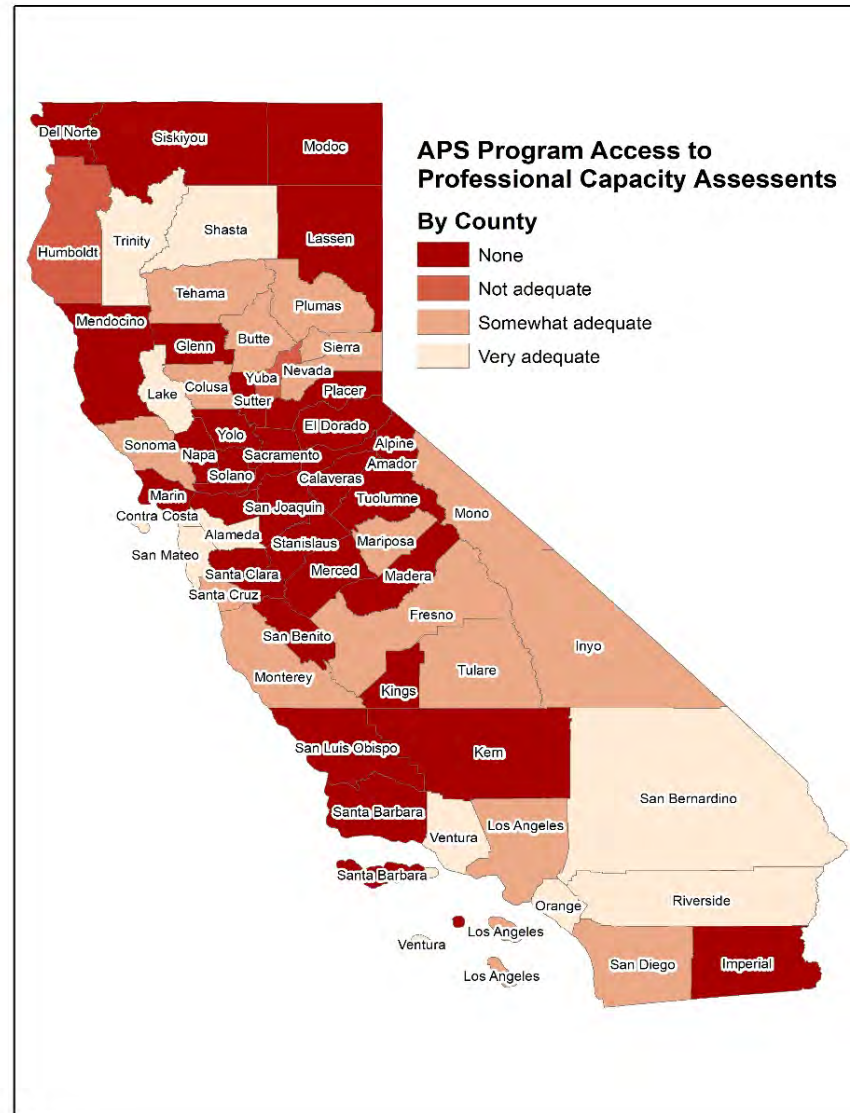 APS Program Access to
Professional Capacity Assessents
By County
None
Not adequate
Somewhat adequate
Very adequate
Del Norte
Siskiyou
Modoc
Humboldt
Trinity
Shasta
Lassen
Tehama
Plumas
Mendocino
Glenn
Butte
Sierra
Lake
Colusa
Yuba
Nevada
Sutter
Placer
Sonoma
Yolo
El Dorado
Napa
Sacramento
Alpine
Solano
Amador
Calaveras
Marin
San Joaquin
Tuolumne
Contra Costa
Mono
Alameda
Stanislaus
Mariposa
San Mateo
Santa Clara
Merced
Madera
Santa Cruz
Fresno
San Benito
Inyo
Monterey
Tulare
Kings
San Luis Obispo
Kern
San Bernardino
Santa Barbara
Ventura
Los Angeles
Santa Barbara
Orange
Riverside
Ventura
Los Angeles
San Diego
Imperial
Los Angeles